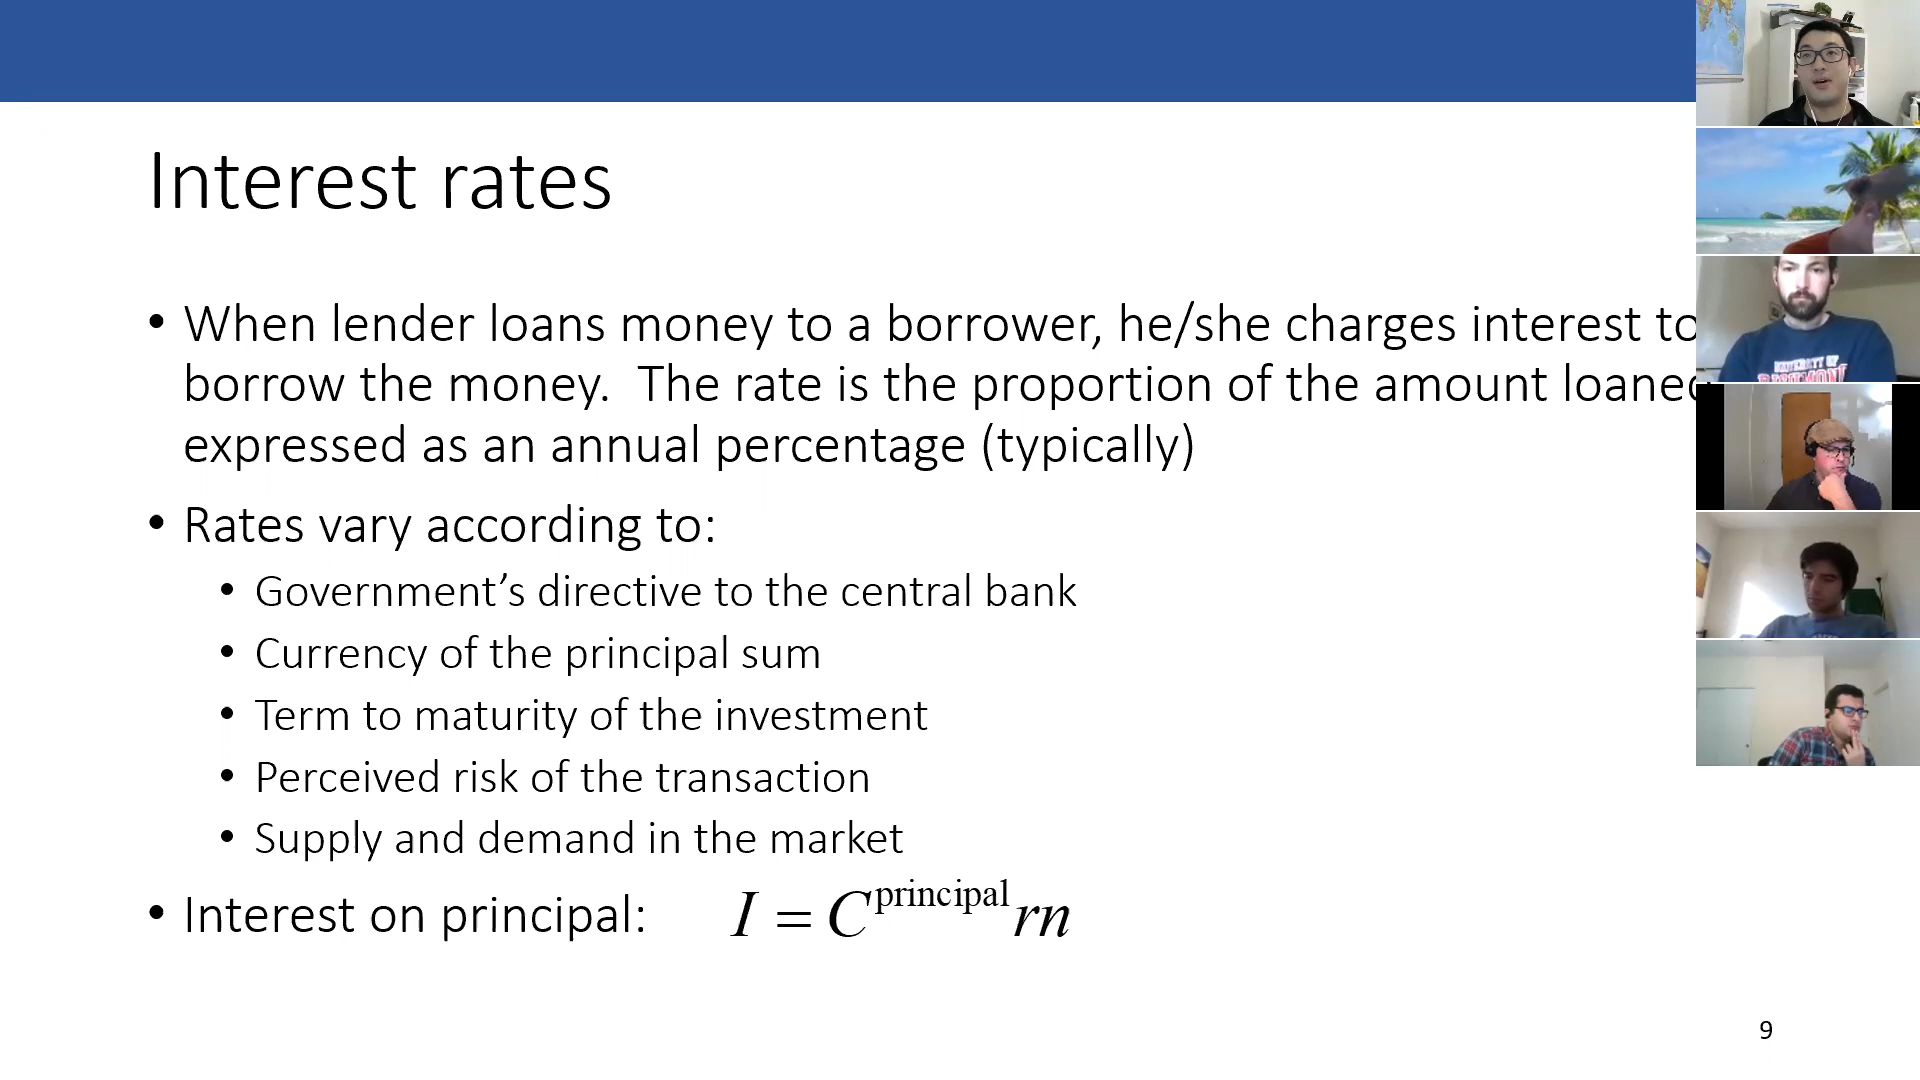 Interest rates
• When lender loans money to a borrower, he/she charges interest to
borrow the money. The rate is the proportion of the amount loaned
expressed as an annual percentage (typically)
• Rates vary according to:
• Government’s directive to the central bank
• Currency of the principal sum
• Term to maturity of the investment
• Perceived risk of the transaction
• Supply and demand in the market
• Interest on principal: I = C^principal rn
UNIVERSITY OF
9